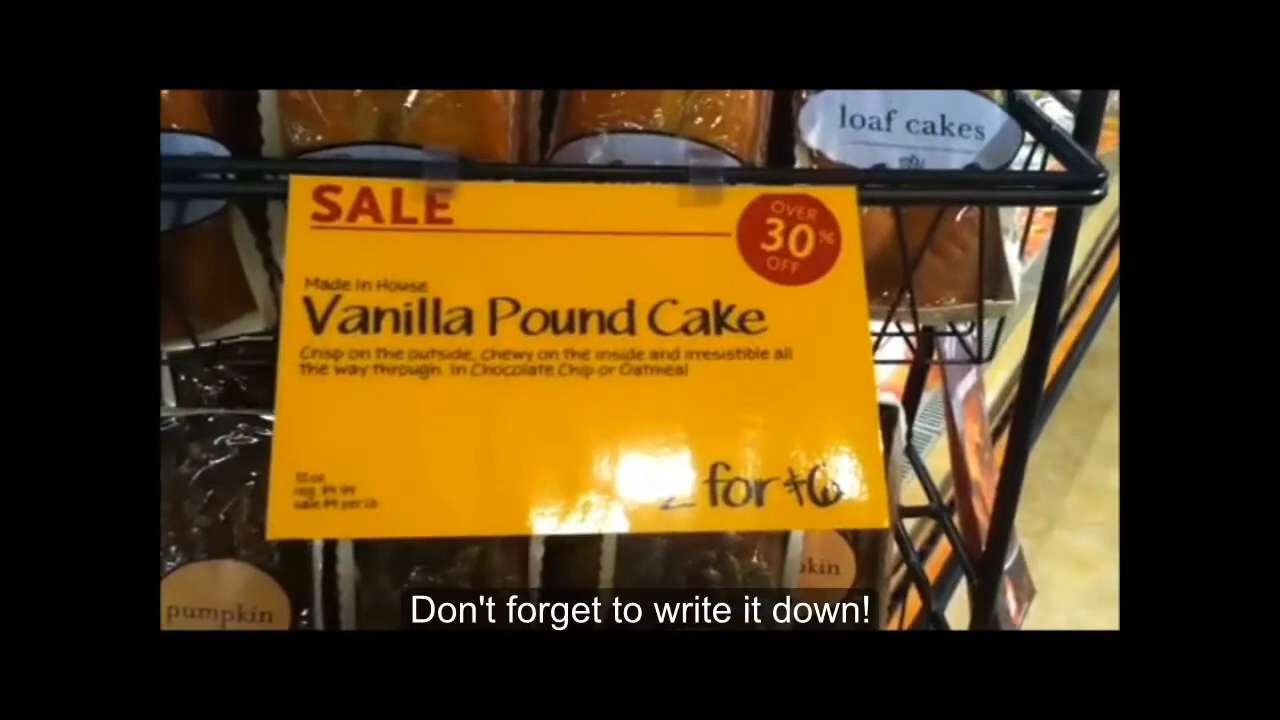 loaf cakes
SALE
OVER
30%
OFF
Made In House
Vanilla Pound Cake
Crisp on the outside, chewy on the inside and irresistible all
the way through. In Chocolate Chip or Oatmeal
2 for $6
kin
pumpkin
Don't forget to write it down!